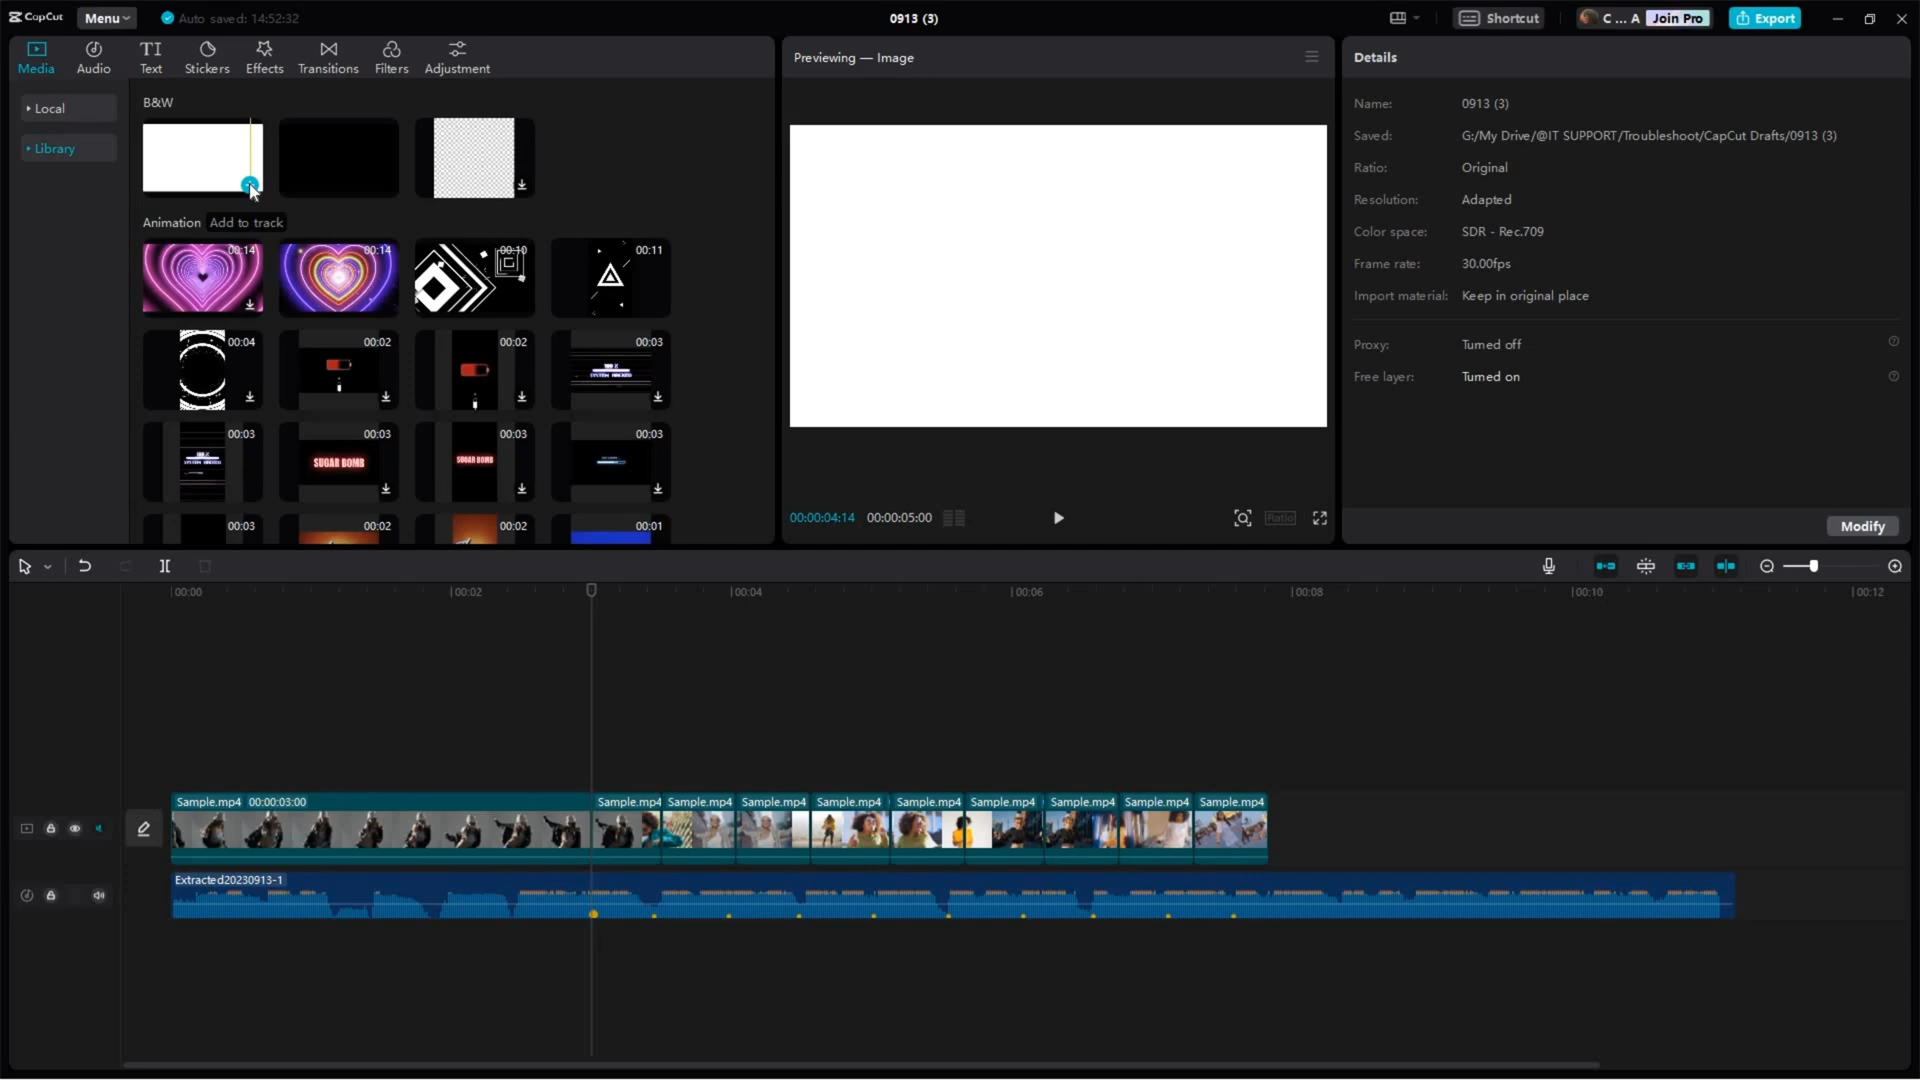 CapCut
Menu
Auto saved: 14:52:32
0913 (3)
Shortcut
C ... A
Join Pro
Export
Media
Audio
TI
Text
Stickers
Effects
Transitions
Filters
Adjustment
Local
Library
B&W
Animation
Add to track
00:14
00:14
00:10
00:11
00:04
00:02
00:02
00:03
00:03
00:03
SUGAR BOMB
00:03
SUGAR BOMB
00:03
00:03
00:02
00:02
00:01
Previewing — Image
00:00:04:14
00:00:05:00
Ratio
Details
Name: 0913 (3)
Saved: G:/My Drive/@IT SUPPORT/Troubleshoot/CapCut Drafts/0913 (3)
Ratio: Original
Resolution: Adapted
Color space: SDR - Rec.709
Frame rate: 30.00fps
Import material: Keep in original place
Proxy: Turned off
Free layer: Turned on
Modify
00:00
00:02
00:04
00:06
00:08
00:10
00:12
Sample.mp4 00:00:03:00
Sample.mp4
Sample.mp4
Sample.mp4
Sample.mp4
Sample.mp4
Sample.mp4
Sample.mp4
Sample.mp4
Sample.mp4
Extracted20230913-1